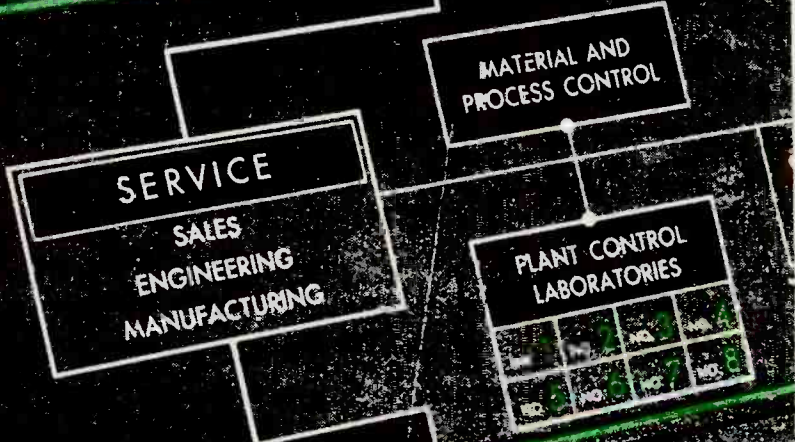 MATERIAL AND
PROCESS CONTROL
SERVICE
SALES
ENGINEERING
MANUFACTURING
PLANT CONTROL
LABORATORIES
2 NO. 3 NO. 4
NO. 5 NO. 6 NO. 7 NO. 8